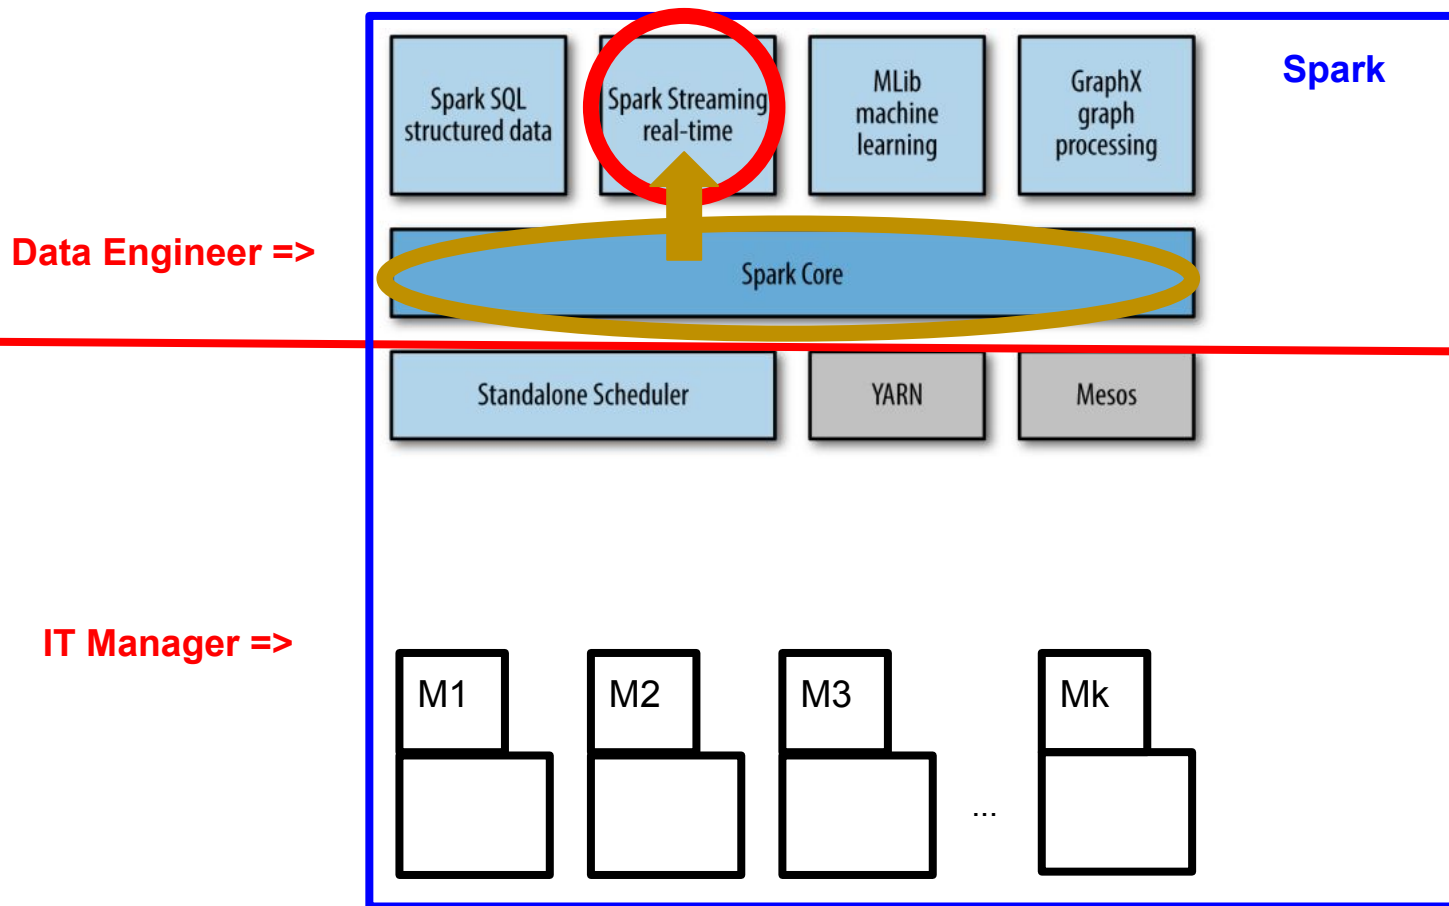 Spark
Spark SQL
structured data
Spark Streaming
real-time
MLib
machine
learning
GraphX
graph
processing
Data Engineer =>
Spark Core
Standalone Scheduler
YARN
Mesos
IT Manager =>
M1
M2
M3
...
Mk